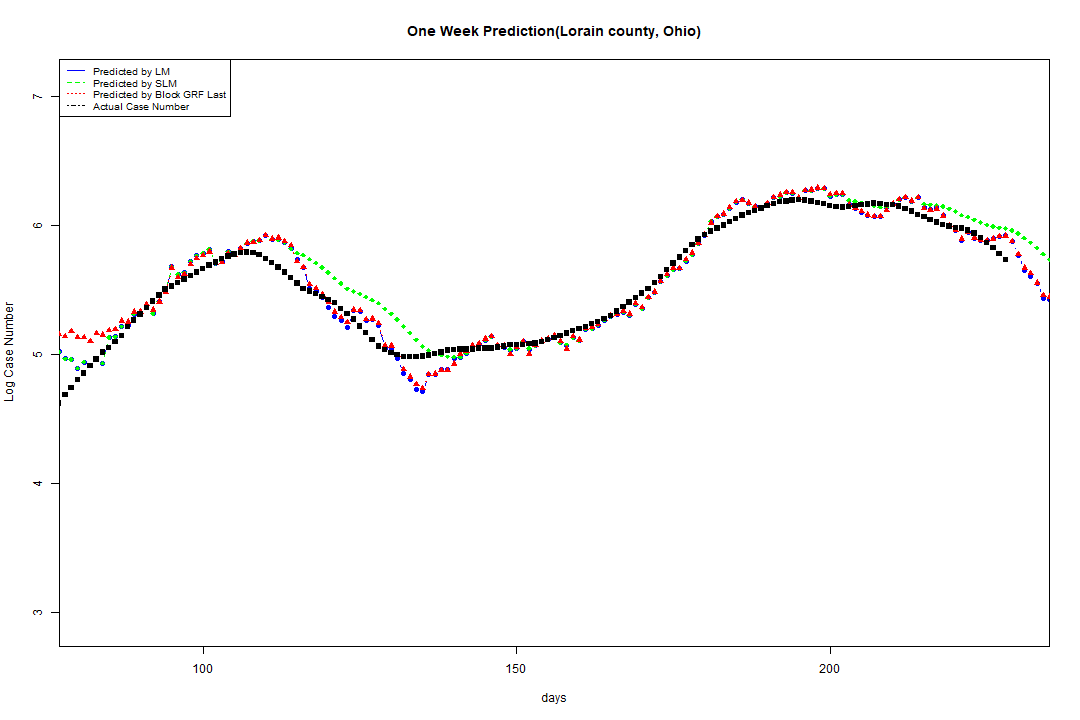 One Week Prediction(Lorain county, Ohio)
Predicted by LM
Predicted by SLM
Predicted by Block GRF Last
Actual Case Number
7
6
5
4
3
Log Case Number
100
150
200
days